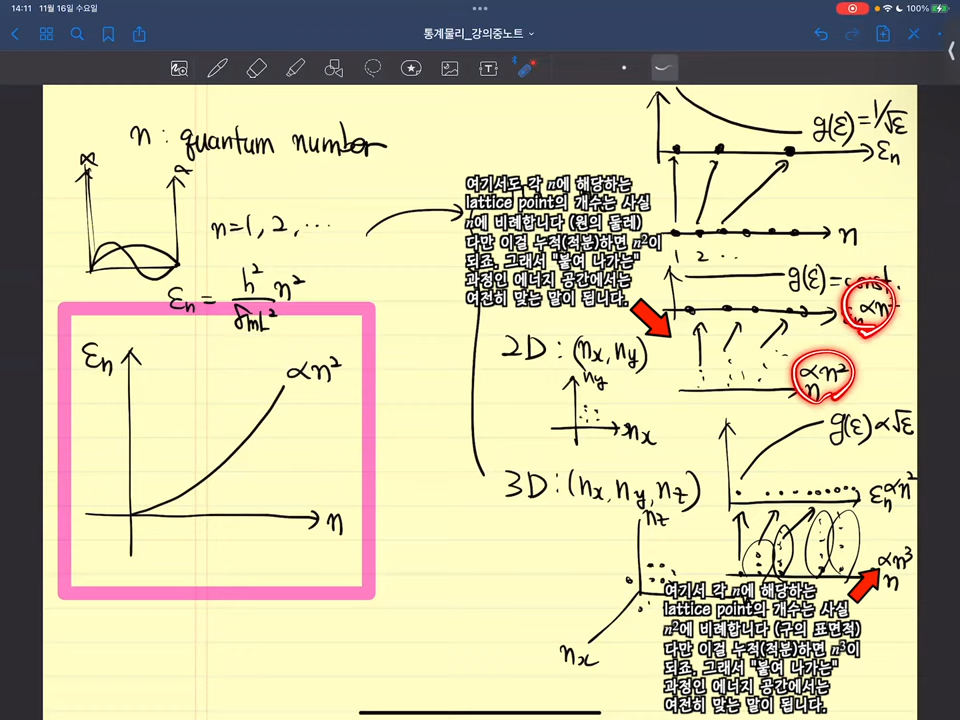 14:11 11월 16일 수요일
100%
통계물리_강의중노트
n : quantum number
∞ ∞
n=1, 2, ⋯
εn = h²/8mL² n²
εn
αn²
n
g(ε)=1/√ε
εn
n
1 2 ⋯
여기서도 각 n에 해당하는
lattice point의 개수는 사실
n에 비례합니다 (원의 둘레)
다만 이걸 누적(적분)하면 n²이
되죠. 그래서 "붙여 나가는"
과정인 에너지 공간에서는
여전히 맞는 말이 됩니다.
g(ε)=const.
αn²
2D : (nx, ny)
ny
nx
αn²
n
3D : (nx, ny, nz)
nz
nx
g(ε)∝√ε
εn αn²
αn³
n
여기서 각 n에 해당하는
lattice point의 개수는 사실
n²에 비례합니다 (구의 표면적)
다만 이걸 누적(적분)하면 n³이
되죠. 그래서 "붙여 나가는"
과정인 에너지 공간에서는
여전히 맞는 말이 됩니다.